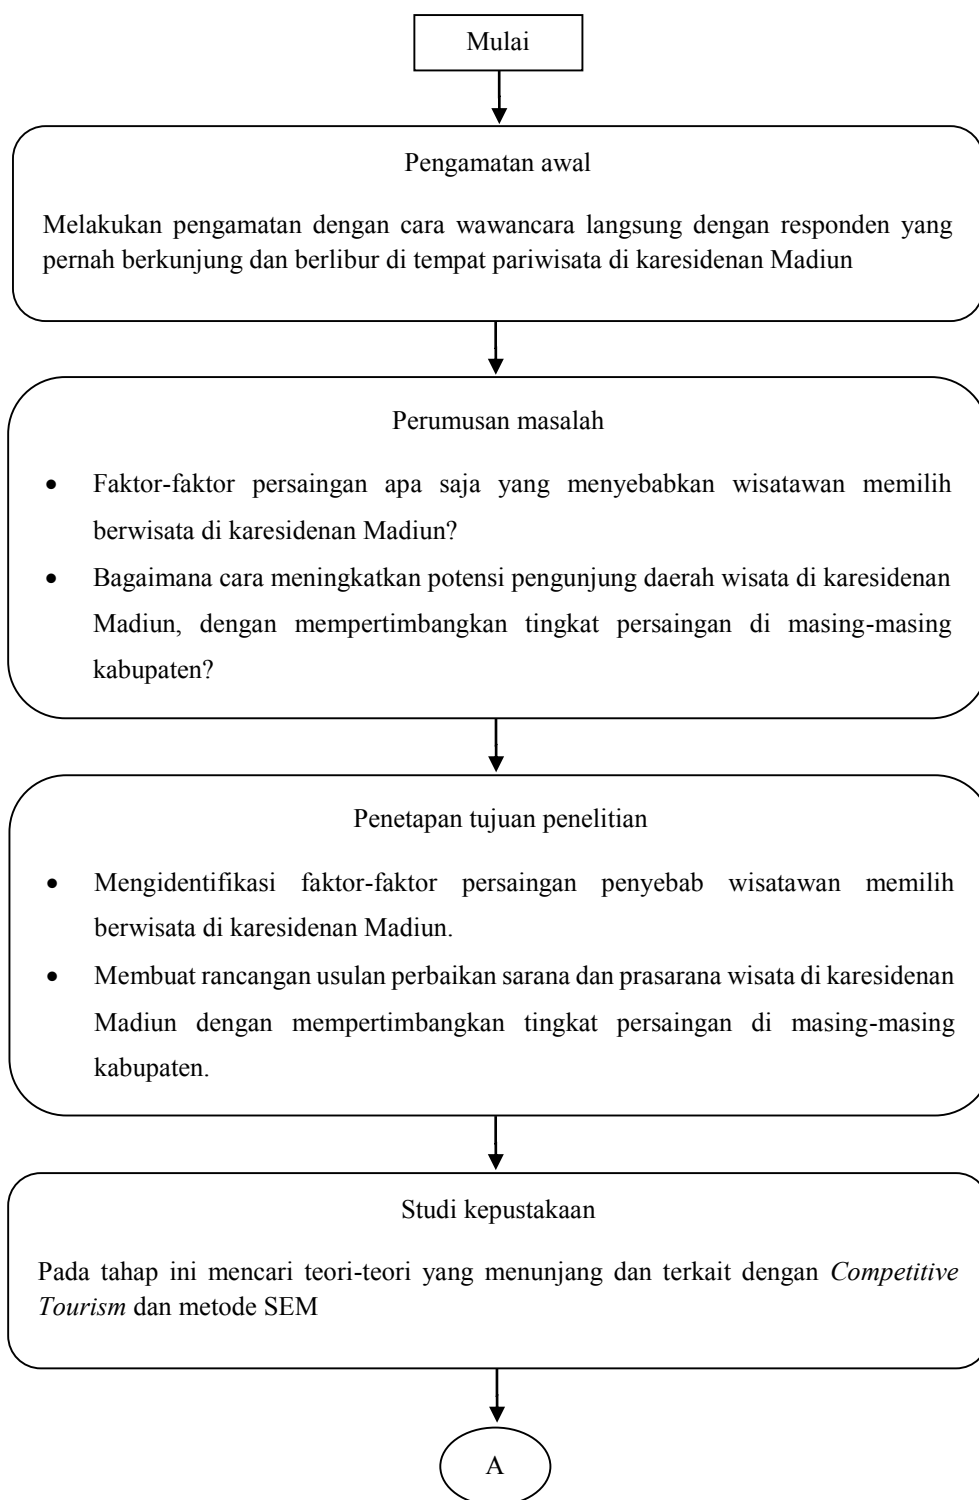 Mulai
Pengamatan awal
Melakukan pengamatan dengan cara wawancara langsung dengan responden yang
pernah berkunjung dan berlibur di tempat pariwisata di karesidenan Madiun
Perumusan masalah
• Faktor-faktor persaingan apa saja yang menyebabkan wisatawan memilih
berwisata di karesidenan Madiun?
• Bagaimana cara meningkatkan potensi pengunjung daerah wisata di karesidenan
Madiun, dengan mempertimbangkan tingkat persaingan di masing-masing
kabupaten?
Penetapan tujuan penelitian
• Mengidentifikasi faktor-faktor persaingan penyebab wisatawan memilih
berwisata di karesidenan Madiun.
• Membuat rancangan usulan perbaikan sarana dan prasarana wisata di karesidenan
Madiun dengan mempertimbangkan tingkat persaingan di masing-masing
kabupaten.
Studi kepustakaan
Pada tahap ini mencari teori-teori yang menunjang dan terkait dengan Competitive
Tourism dan metode SEM
A